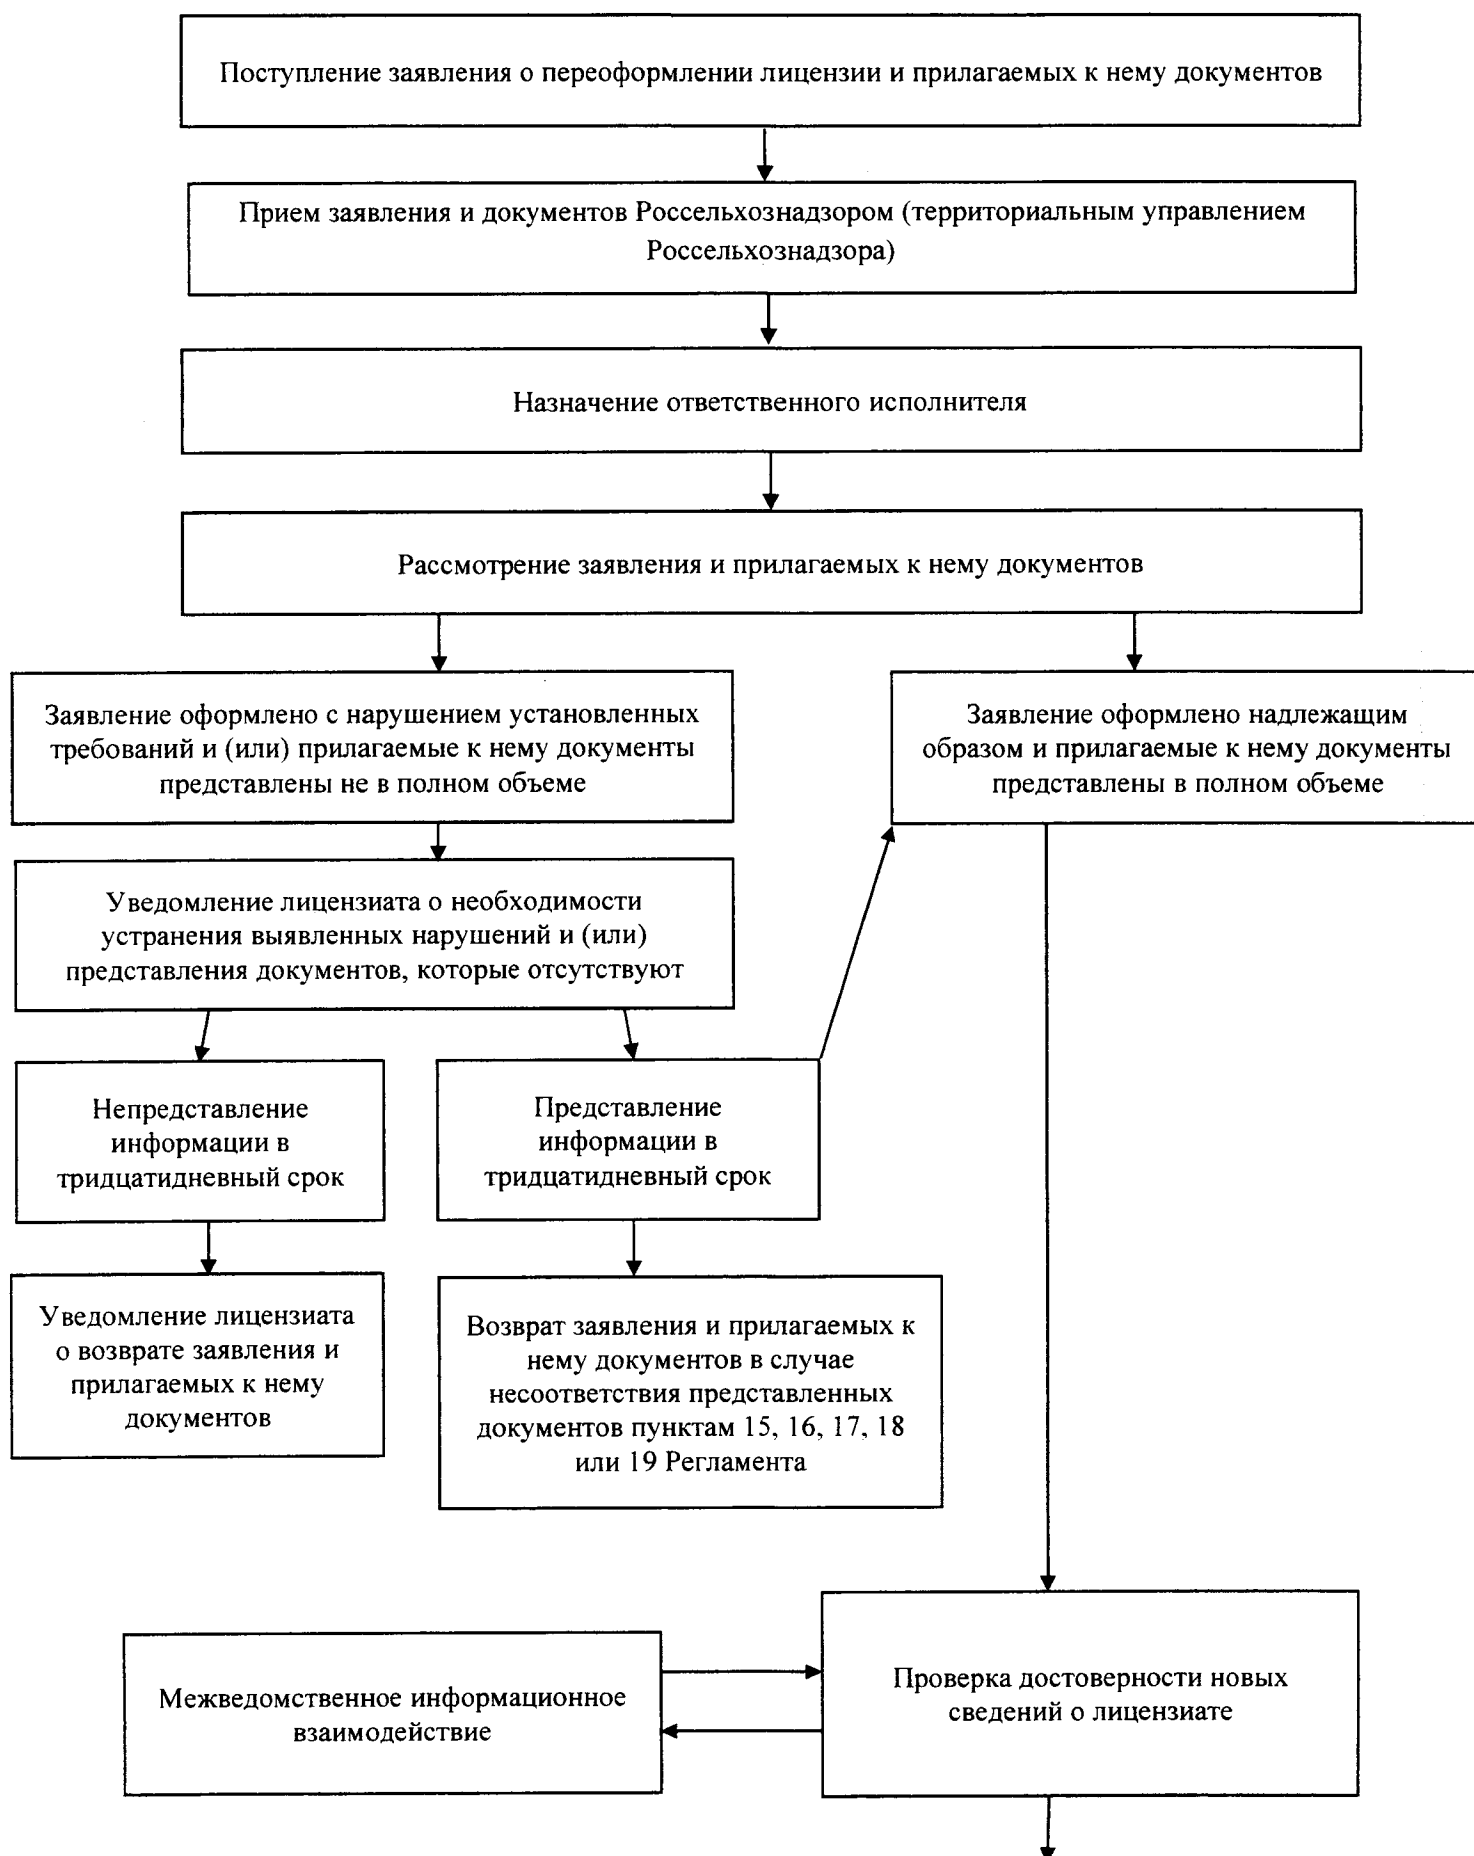 Поступление заявления о переоформлении лицензии и прилагаемых к нему документов
Прием заявления и документов Россельхознадзором (территориальным управлением
Россельхознадзора)
Назначение ответственного исполнителя
Рассмотрение заявления и прилагаемых к нему документов
Заявление оформлено с нарушением установленных
требований и (или) прилагаемые к нему документы
представлены не в полном объеме
Заявление оформлено надлежащим
образом и прилагаемые к нему документы
представлены в полном объеме
Уведомление лицензиата о необходимости
устранения выявленных нарушений и (или)
представления документов, которые отсутствуют
Непредставление
информации в
тридцатидневный срок
Представление
информации в
тридцатидневный срок
Уведомление лицензиата
о возврате заявления и
прилагаемых к нему
документов
Возврат заявления и прилагаемых к
нему документов в случае
несоответствия представленных
документов пунктам 15, 16, 17, 18
или 19 Регламента
Межведомственное информационное
взаимодействие
Проверка достоверности новых
сведений о лицензиате